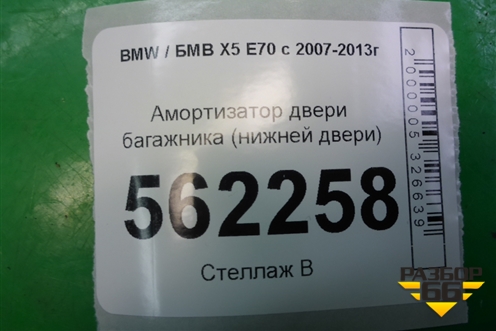 BMW / БМВ X5 E70 с 2007-2013г
Амортизатор двери
багажника (нижней двери)
562258
Стеллаж В
2000005326639
РАЗБОР
66